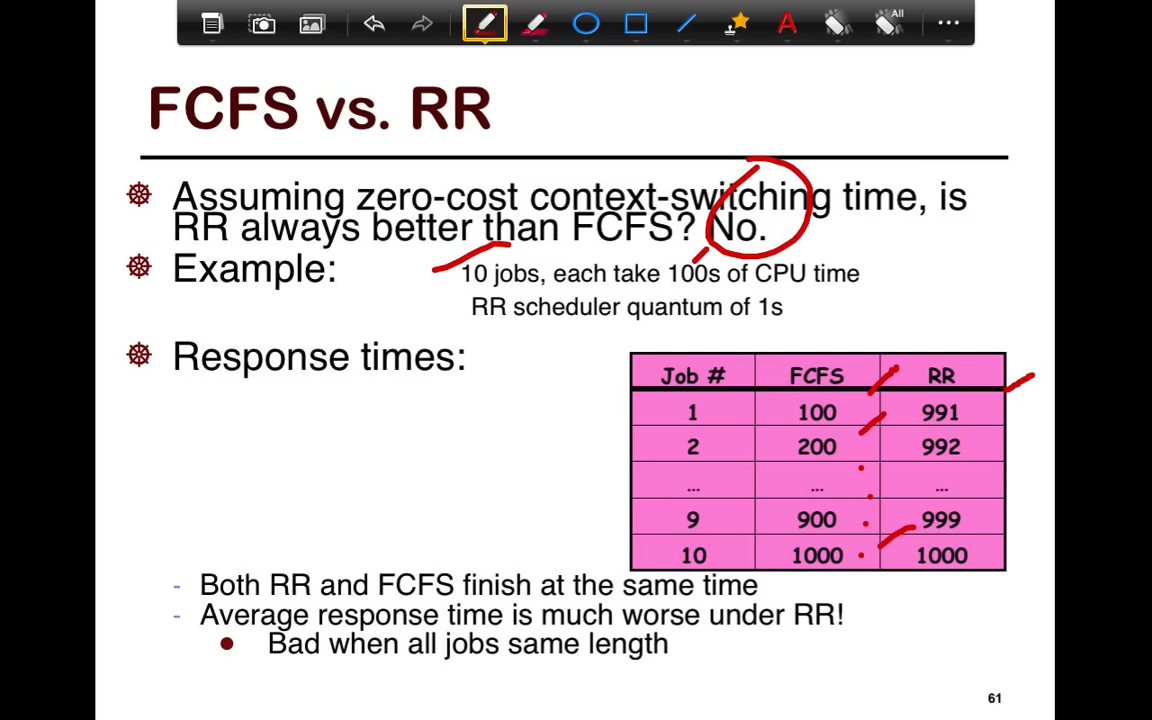 All
A
FCFS vs. RR
Assuming zero-cost context-switching time, is
RR always better than FCFS? No.
Example:
10 jobs, each take 100s of CPU time
RR scheduler quantum of 1s
Response times:
Job # FCFS RR
1 100 991
2 200 992
... ... ...
9 900 999
10 1000 1000
- Both RR and FCFS finish at the same time
- Average response time is much worse under RR!
• Bad when all jobs same length
61